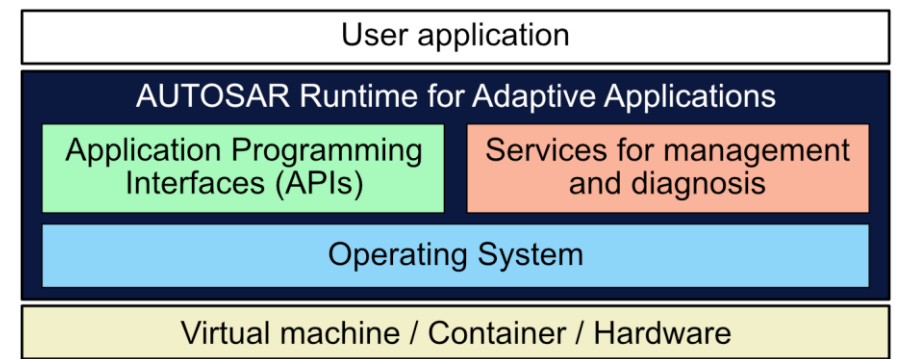 User application
AUTOSAR Runtime for Adaptive Applications
Application Programming
Interfaces (APIs)
Services for management
and diagnosis
Operating System
Virtual machine / Container / Hardware